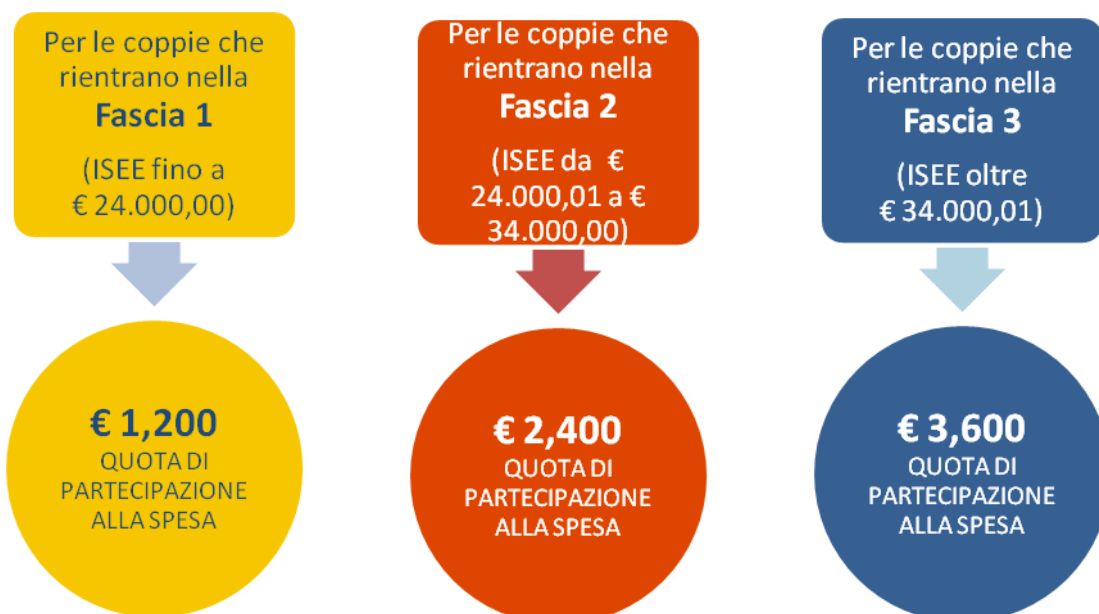 Per le coppie che
rientrano nella
Fascia 1
(ISEE fino a
€ 24.000,00)
€ 1,200
QUOTA DI
PARTECIPAZIONE
ALLA SPESA
Per le coppie che
rientrano nella
Fascia 2
(ISEE da €
24.000,01 a €
34.000,00)
€ 2,400
QUOTA DI
PARTECIPAZIONE
ALLA SPESA
Per le coppie che
rientrano nella
Fascia 3
(ISEE oltre
€ 34.000,01)
€ 3,600
QUOTA DI
PARTECIPAZIONE
ALLA SPESA